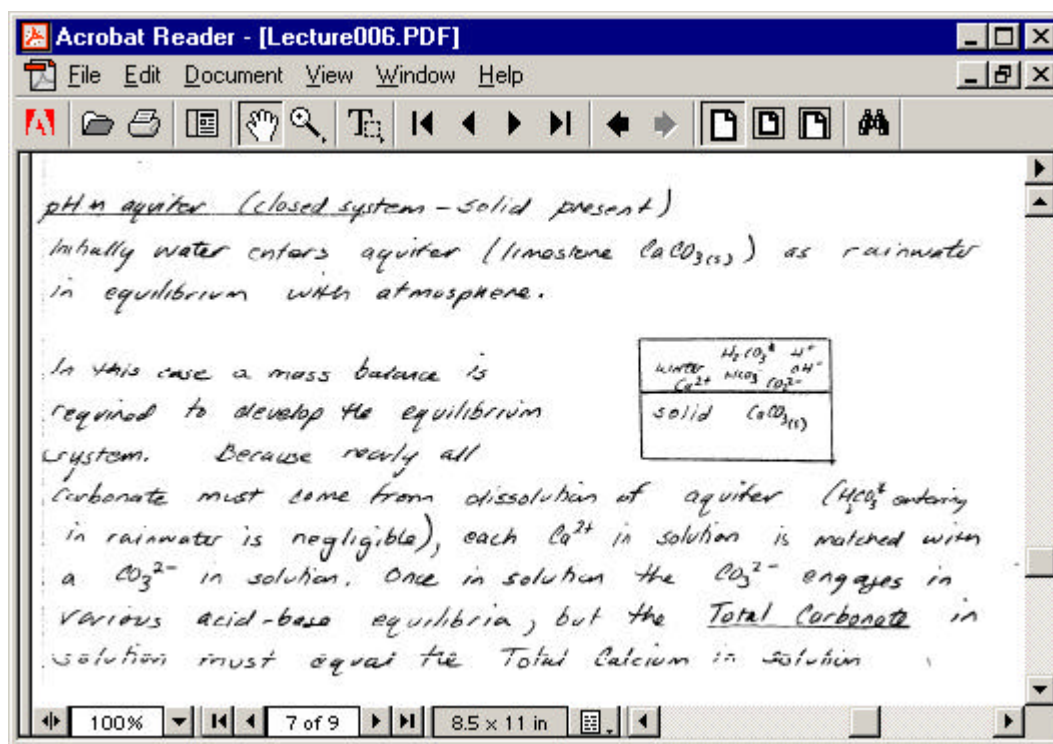 Acrobat Reader - [Lecture006.PDF]
File Edit Document View Window Help
pH in aquifer (closed system - solid present)
Initially water enters aquifer (limestone CaCO₃(s)) as rainwater
in equilibrium with atmosphere.
In this case a mass balance is
required to develop the equilibrium
system. Because nearly all
water H₂CO₃* H⁺
Ca²⁺ HCO₃⁻ CO₃²⁻ OH⁻
solid CaCO₃(s)
carbonate must come from dissolution of aquifer (H₂CO₃* entering
in rainwater is negligible), each Ca²⁺ in solution is matched with
a CO₃²⁻ in solution. Once in solution the CO₃²⁻ engages in
various acid-base equilibria, but the Total Carbonate in
solution must equal the Total Calcium in solution
100% 7 of 9 8.5 x 11 in